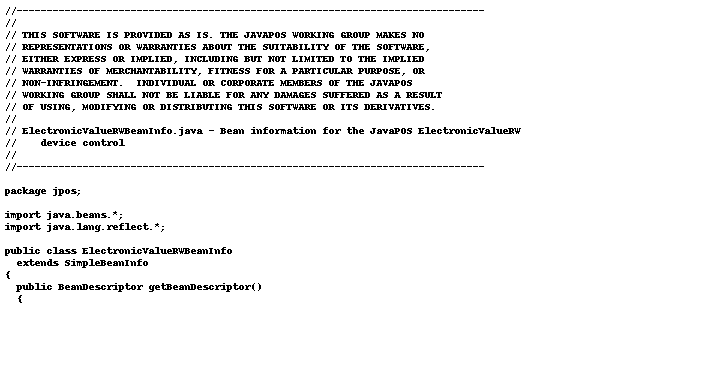 //------------------------------------------------------------------------------
//
// THIS SOFTWARE IS PROVIDED AS IS. THE JAVAPOS WORKING GROUP MAKES NO
// REPRESENTATIONS OR WARRANTIES ABOUT THE SUITABILITY OF THE SOFTWARE,
// EITHER EXPRESS OR IMPLIED, INCLUDING BUT NOT LIMITED TO THE IMPLIED
// WARRANTIES OF MERCHANTABILITY, FITNESS FOR A PARTICULAR PURPOSE, OR
// NON-INFRINGEMENT.  INDIVIDUAL OR CORPORATE MEMBERS OF THE JAVAPOS
// WORKING GROUP SHALL NOT BE LIABLE FOR ANY DAMAGES SUFFERED AS A RESULT
// OF USING, MODIFYING OR DISTRIBUTING THIS SOFTWARE OR ITS DERIVATIVES.
//
// ElectronicValueRWBeanInfo.java - Bean information for the JavaPOS ElectronicValueRW
//    device control
//
//------------------------------------------------------------------------------

package jpos;

import java.beans.*;
import java.lang.reflect.*;

public class ElectronicValueRWBeanInfo
  extends SimpleBeanInfo
{
  public BeanDescriptor getBeanDescriptor()
  {